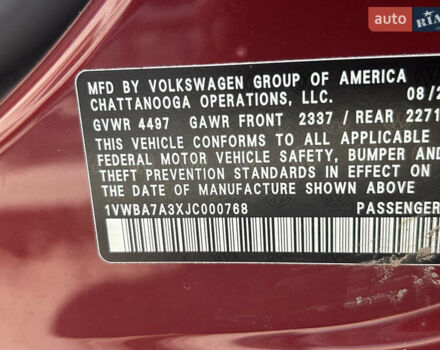 MFD BY VOLKSWAGEN GROUP OF AMERICA
CHATTANOOGA OPERATIONS, LLC. 08/2
GVWR 4497 GAWR FRONT 2337 / REAR 2271
THIS VEHICLE CONFORMS TO ALL APPLICABLE
FEDERAL MOTOR VEHICLE SAFETY, BUMPER AND
THEFT PREVENTION STANDARDS IN EFFECT ON
THE DATE OF MANUFACTURE SHOWN ABOVE
1VWBA7A3XJC000768 PASSENGER
AUTO
RIA